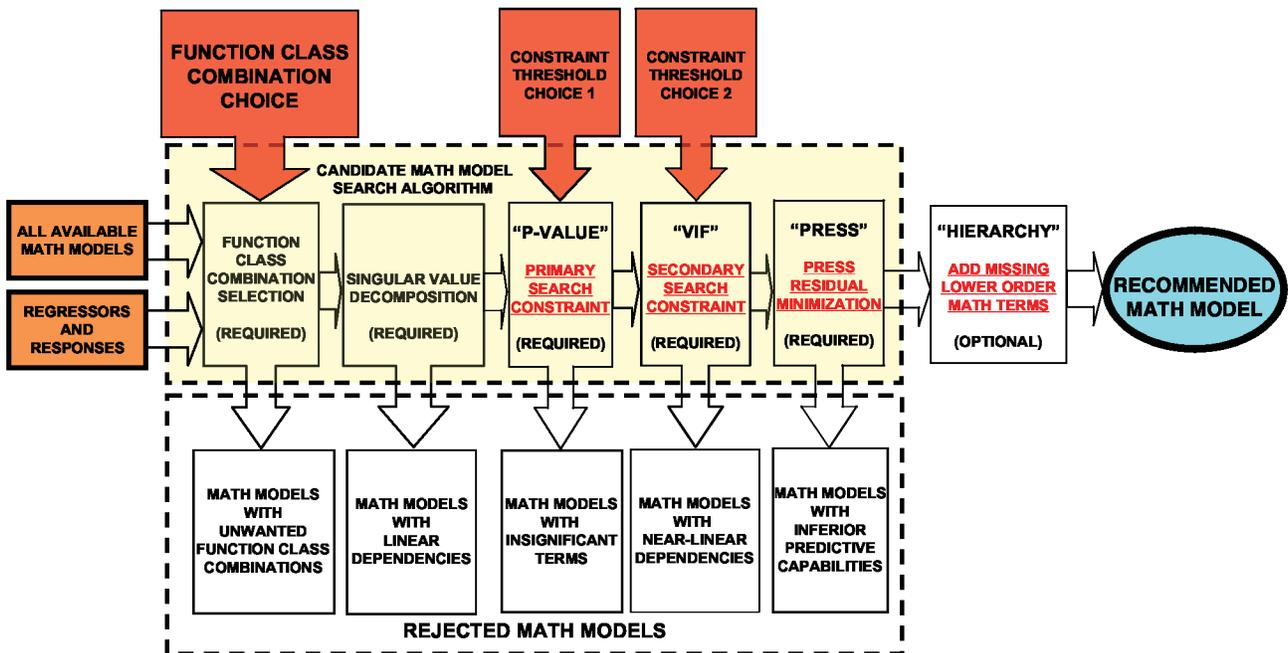 FUNCTION CLASS
COMBINATION
CHOICE
CONSTRAINT
THRESHOLD
CHOICE 1
CONSTRAINT
THRESHOLD
CHOICE 2
CANDIDATE MATH MODEL
SEARCH ALGORITHM
ALL AVAILABLE
MATH MODELS
REGRESSORS
AND
RESPONSES
FUNCTION
CLASS
COMBINATION
SELECTION
(REQUIRED)
SINGULAR VALUE
DECOMPOSITION
(REQUIRED)
“P-VALUE”
PRIMARY
SEARCH
CONSTRAINT
(REQUIRED)
“VIF”
SECONDARY
SEARCH
CONSTRAINT
(REQUIRED)
“PRESS”
PRESS
RESIDUAL
MINIMIZATION
(REQUIRED)
“HIERARCHY”
ADD MISSING
LOWER ORDER
MATH TERMS
(OPTIONAL)
RECOMMENDED
MATH MODEL
MATH MODELS
WITH
UNWANTED
FUNCTION CLASS
COMBINATIONS
MATH MODELS
WITH
LINEAR
DEPENDENCIES
MATH MODELS
WITH
INSIGNIFICANT
TERMS
MATH MODELS
WITH
NEAR-LINEAR
DEPENDENCIES
MATH MODELS
WITH
INFERIOR
PREDICTIVE
CAPABILITIES
REJECTED MATH MODELS